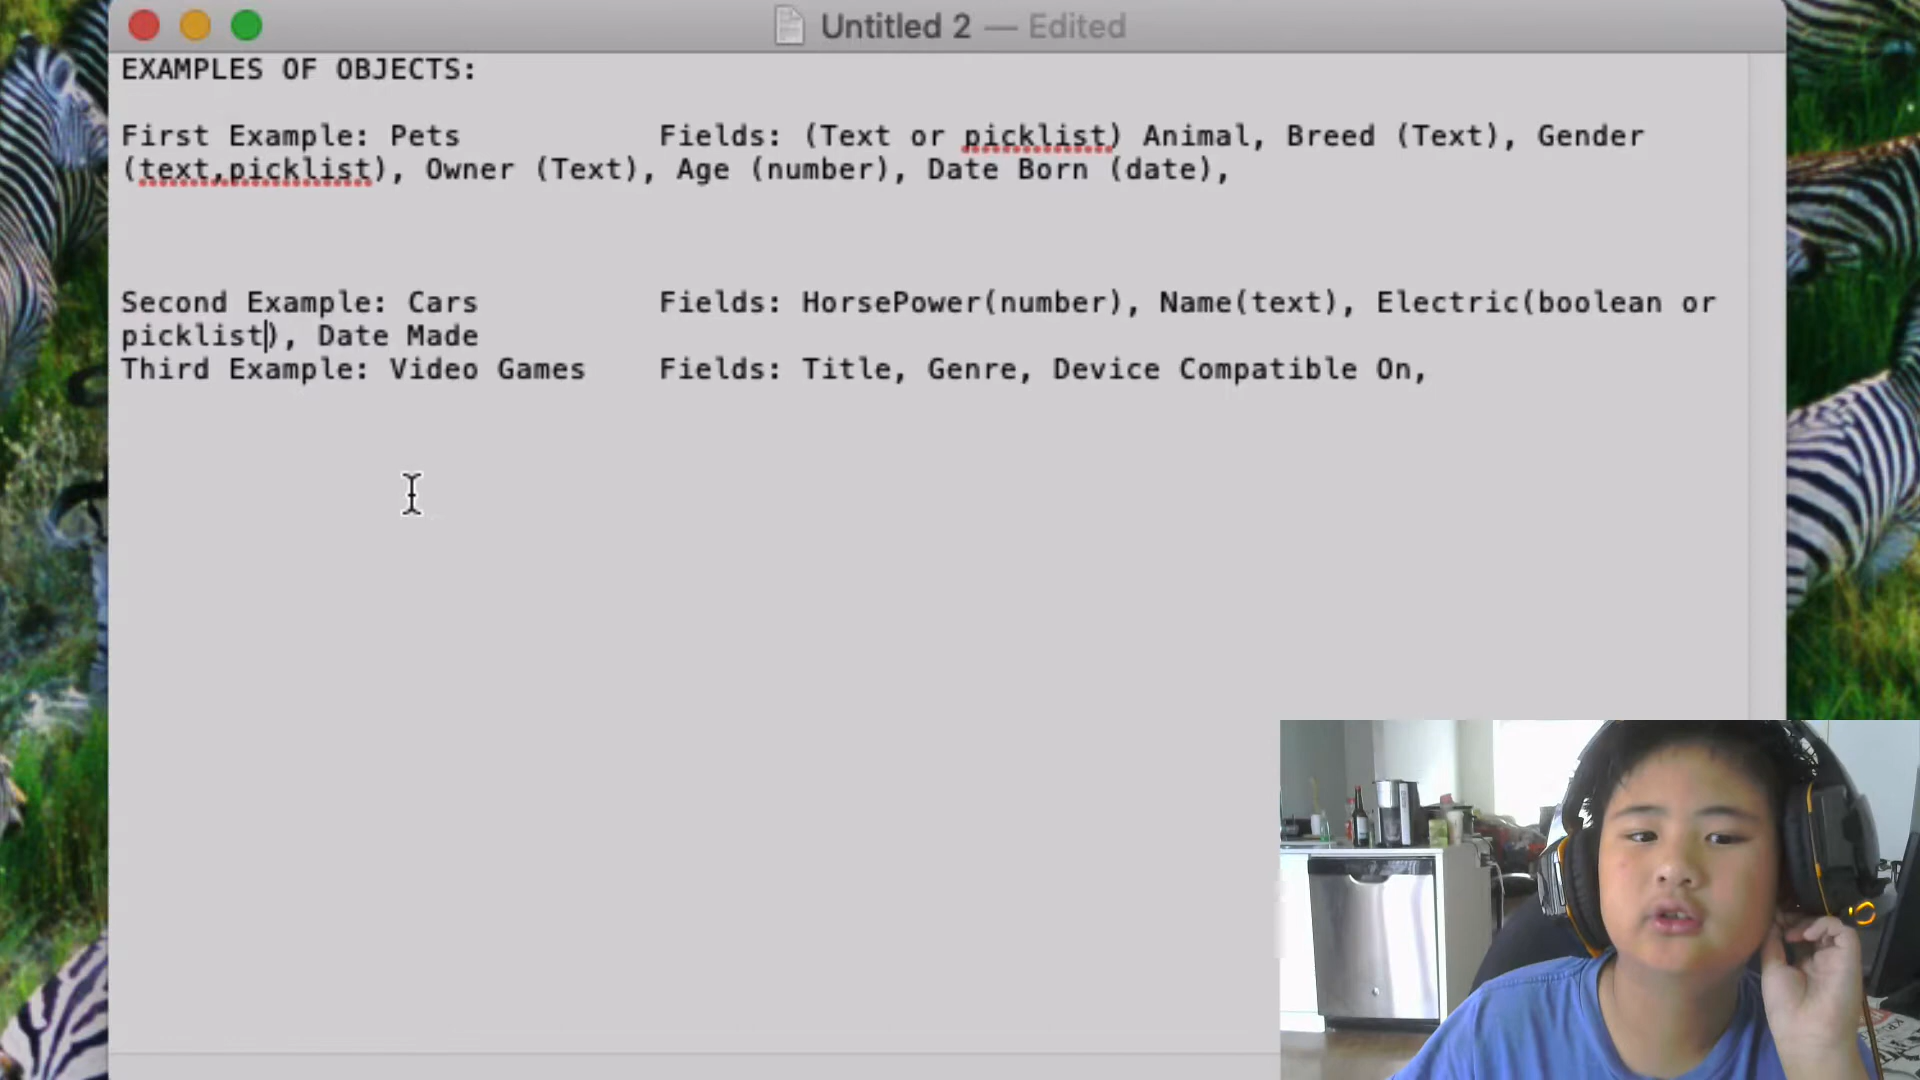 Untitled 2 — Edited
EXAMPLES OF OBJECTS:
First Example: Pets Fields: (Text or picklist) Animal, Breed (Text), Gender
(text,picklist), Owner (Text), Age (number), Date Born (date),
Second Example: Cars Fields: HorsePower(number), Name(text), Electric(boolean or
picklist), Date Made
Third Example: Video Games Fields: Title, Genre, Device Compatible On,